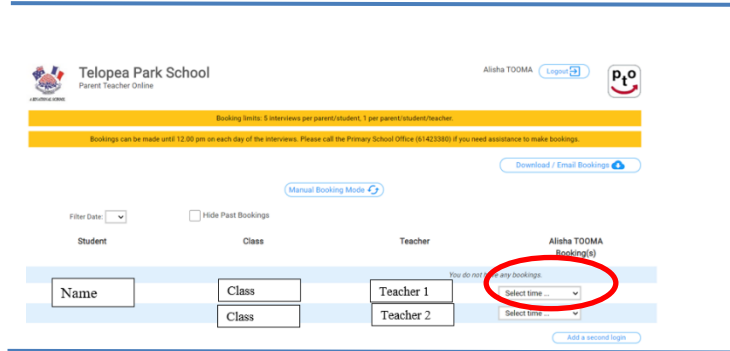 Telopea Park School
Parent Teacher Online
Alisha TOOMA Logout
pto
Booking limits: 5 interviews per parent/student, 1 per parent/student/teacher.
Bookings can be made until 12.00 pm on each day of the interviews. Please call the Primary School Office (61423380) if you need assistance to make bookings.
Download / Email Bookings
Manual Booking Mode
Filter Date:
Hide Past Bookings
Student Class Teacher Alisha TOOMA
Booking(s)
You do not have any bookings.
Name Class Teacher 1 Select time ...
Class Teacher 2 Select time ...
Add a second login